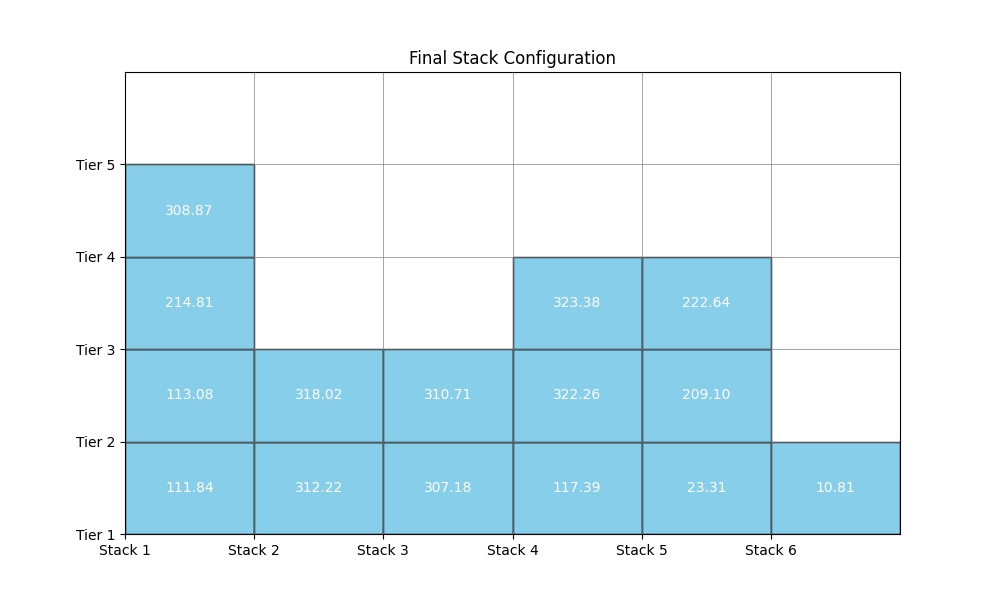 Final Stack Configuration
Tier 5
308.87
Tier 4
214.81 323.38 222.64
Tier 3
113.08 318.02 310.71 322.26 209.10
Tier 2
111.84 312.22 307.18 117.39 23.31 10.81
Tier 1
Stack 1 Stack 2 Stack 3 Stack 4 Stack 5 Stack 6